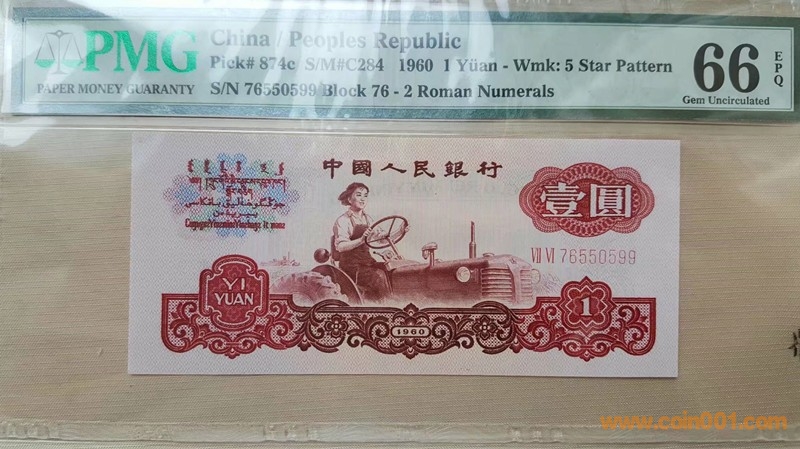 PMG
PAPER MONEY GUARANTY
China / Peoples Republic
Pick# 874c S/M#C284 1960 1 Yüan - Wmk: 5 Star Pattern
S/N 76550599 Block 76 - 2 Roman Numerals
66 EPQ
Gem Uncirculated
中國人民銀行
壹圓
VII VI 76550599
YI
YUAN
1960
1
www.coin001.com